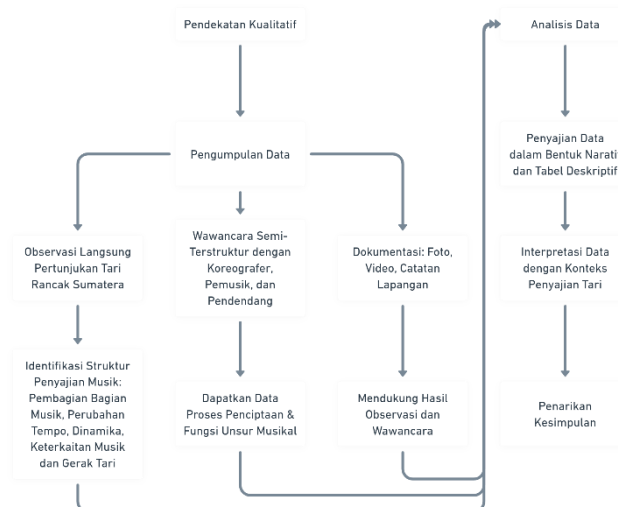 Pendekatan Kualitatif
Analisis Data
Pengumpulan Data
Penyajian Data
dalam Bentuk Narati
dan Tabel Deskriptif
Observasi Langsung
Pertunjukan Tari
Rancak Sumatera
Wawancara Semi-
Terstruktur dengan
Koreografer,
Pemusik, dan
Pendendang
Dokumentasi: Foto,
Video, Catatan
Lapangan
Interpretasi Data
dengan Konteks
Penyajian Tari
Identifikasi Struktur
Penyajian Musik:
Pembagian Bagian
Musik, Perubahan
Tempo, Dinamika,
Keterkaitan Musik
dan Gerak Tari
Dapatkan Data
Proses Penciptaan &
Fungsi Unsur Musikal
Mendukung Hasil
Observasi dan
Wawancara
Penarikan
Kesimpulan